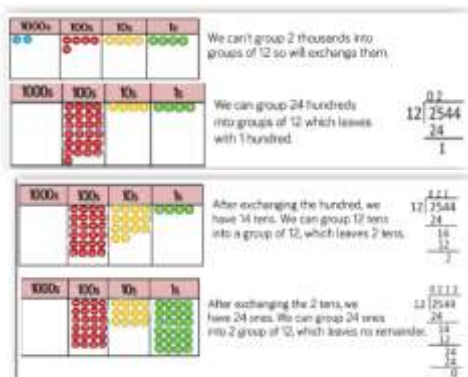 1000s 100s 10s 1s
We can't group 2 thousands into
groups of 12 so will exchange them.
1000s 100s 10s 1s
We can group 24 hundreds
into groups of 12 which leaves
with 1 hundred.
02
12 2544
24
1
1000s 100s 10s 1s
After exchanging the hundred, we
have 14 tens. We can group 12 tens
into a group of 12, which leaves 2 tens.
021
12 2544
24
14
12
2
1000s 100s 10s 1s
After exchanging the 2 tens, we
have 24 ones. We can group 24 ones
into 2 group of 12, which leaves no remainder.
0212
12 2544
24
14
12
24
24
0